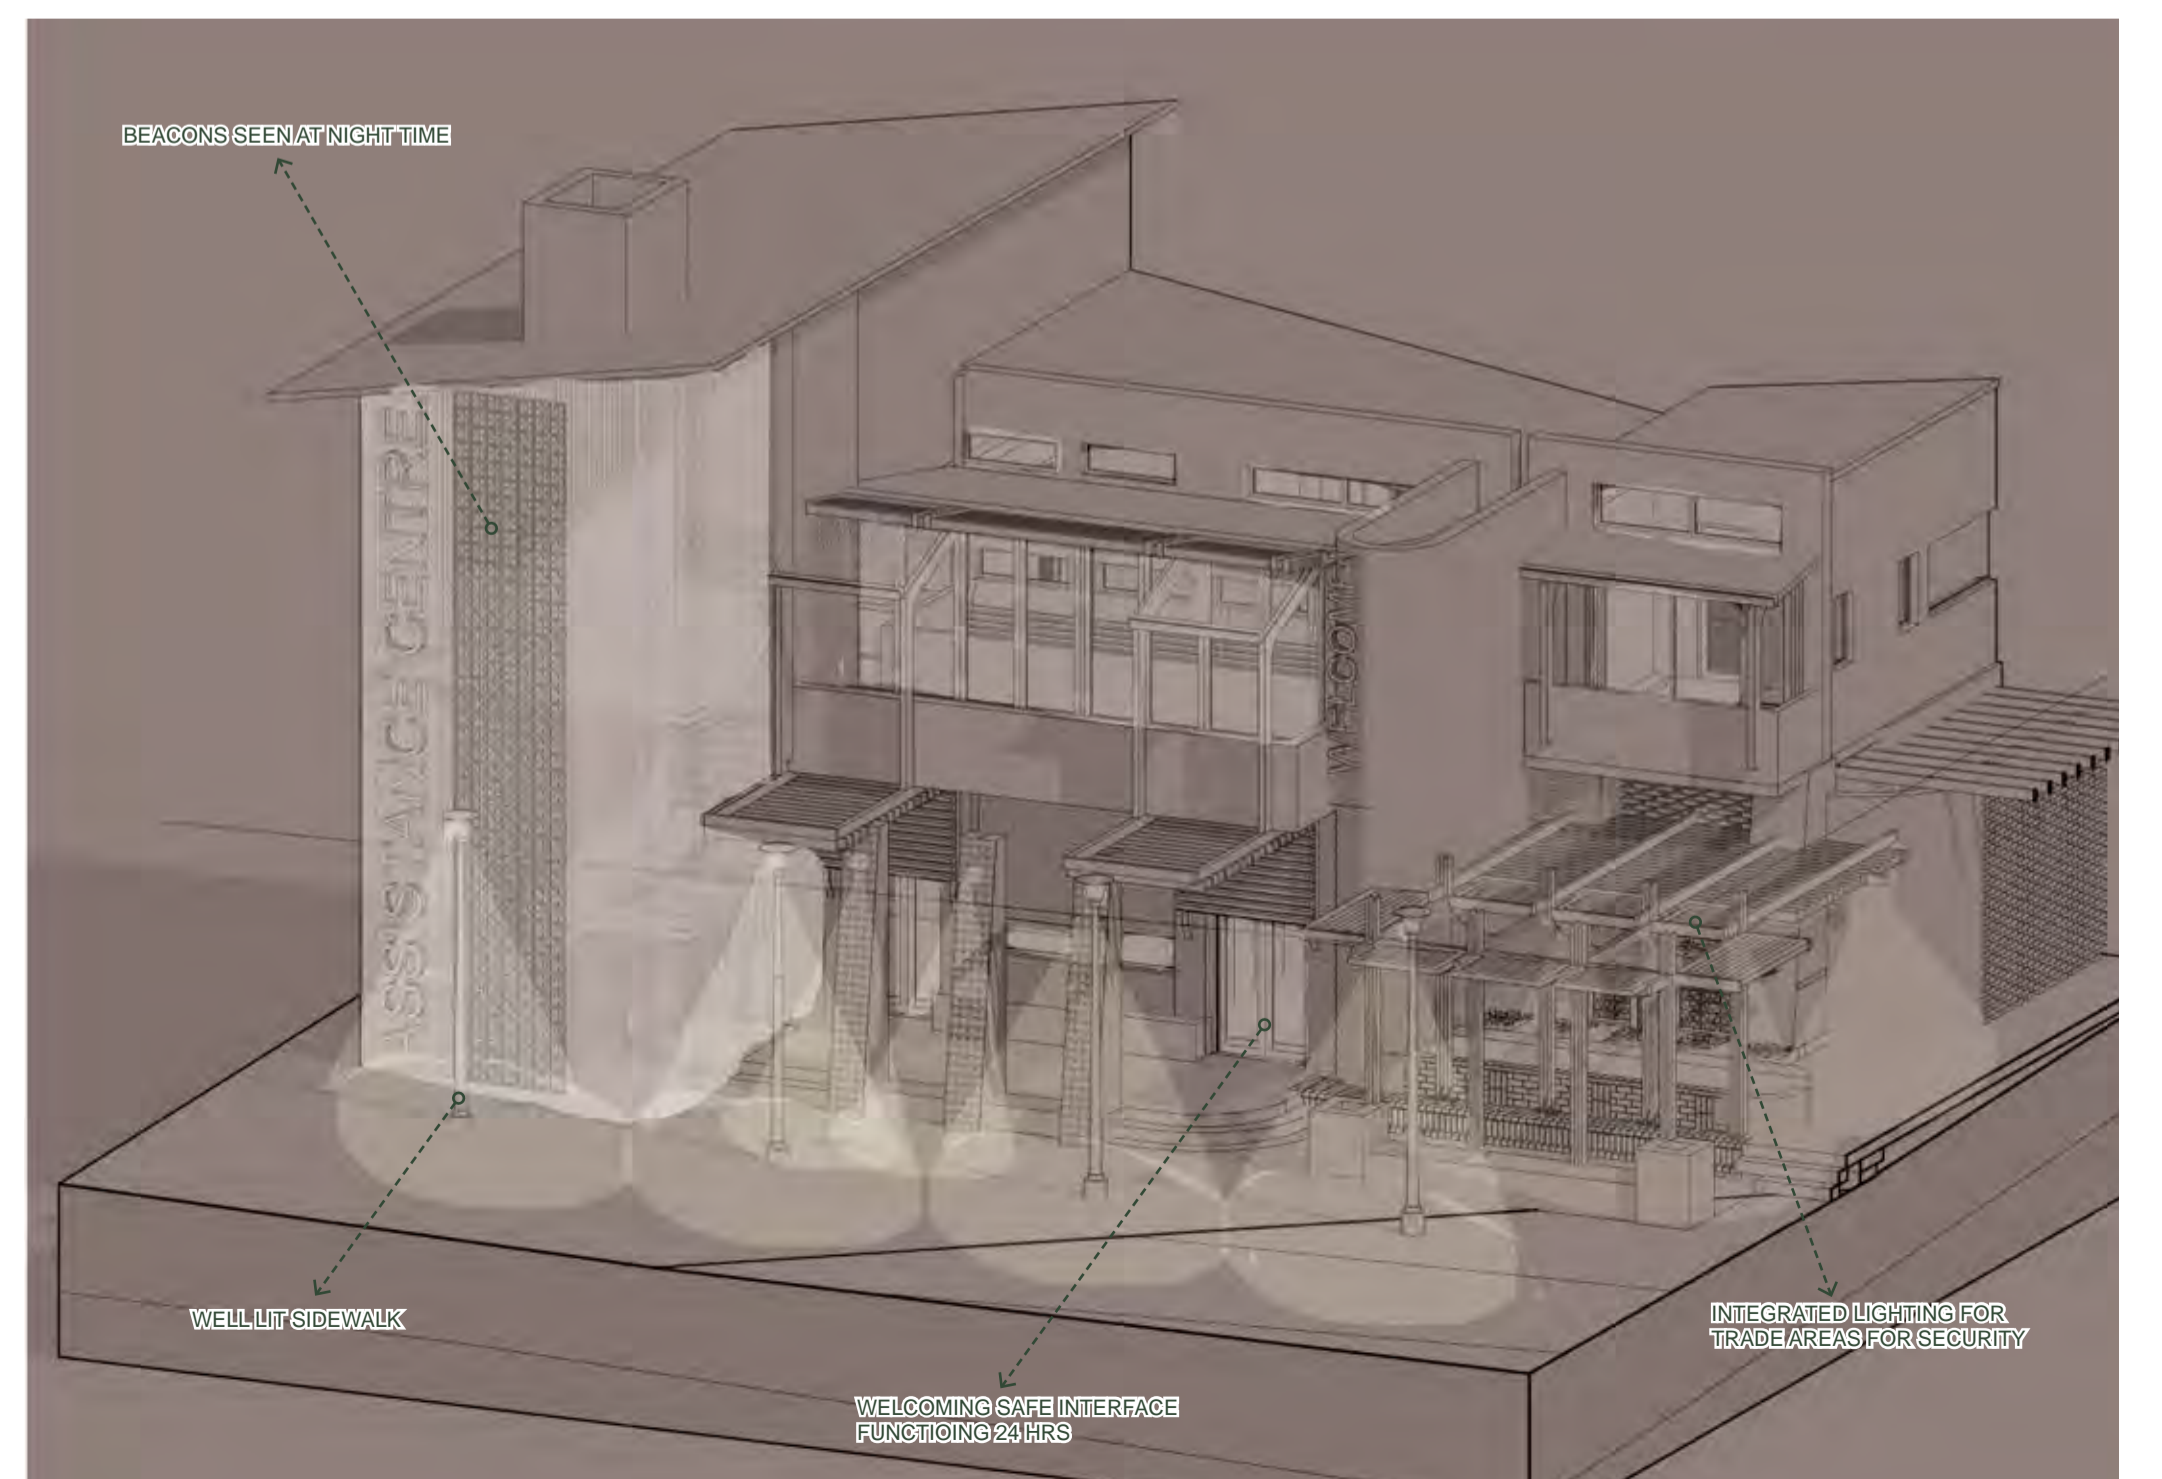 BEACONS SEEN AT NIGHT TIME
ASSISTANCE CENTRE
WELCOME
WELL LIT SIDEWALK
INTEGRATED LIGHTING FOR
TRADE AREAS FOR SECURITY
WELCOMING SAFE INTERFACE
FUNCTIOING 24 HRS